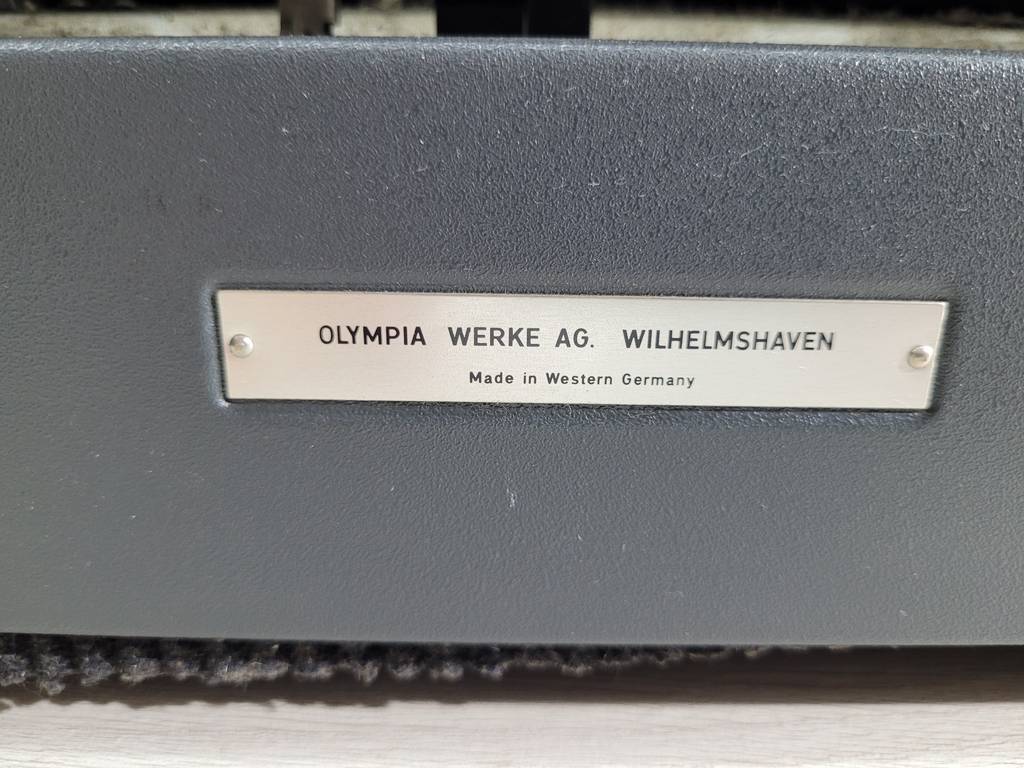 OLYMPIA WERKE AG. WILHELMSHAVEN
Made in Western Germany